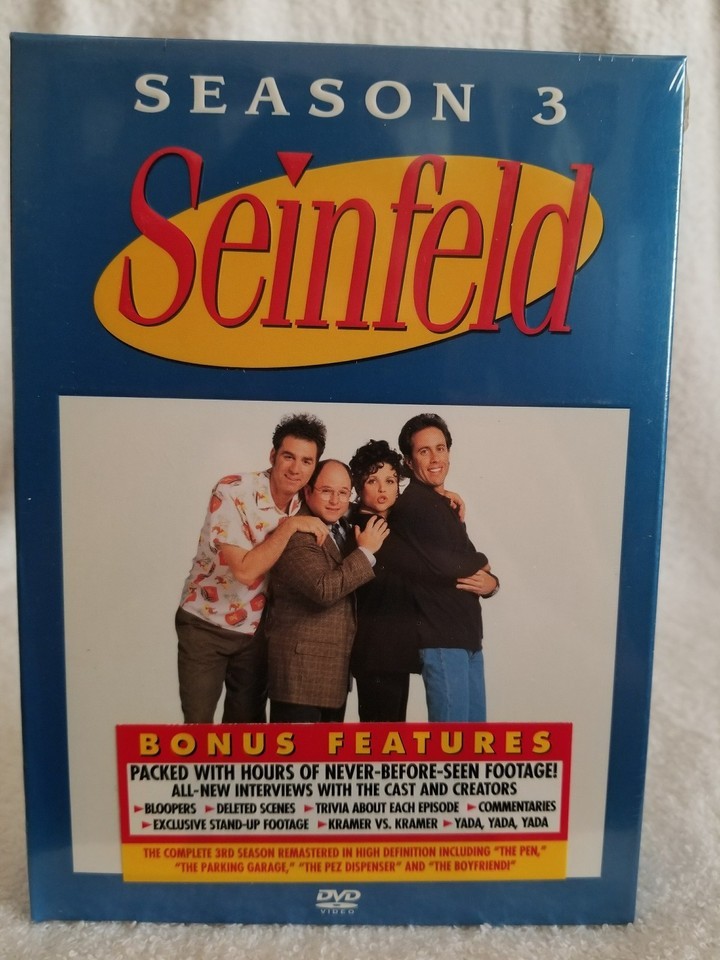 SEASON 3
Seinfeld
BONUS FEATURES
PACKED WITH HOURS OF NEVER-BEFORE-SEEN FOOTAGE!
ALL-NEW INTERVIEWS WITH THE CAST AND CREATORS
►BLOOPERS ►DELETED SCENES ►TRIVIA ABOUT EACH EPISODE ►COMMENTARIES
►EXCLUSIVE STAND-UP FOOTAGE ►KRAMER VS. KRAMER ►YADA, YADA, YADA
THE COMPLETE 3RD SEASON REMASTERED IN HIGH DEFINITION INCLUDING "THE PEN,"
"THE PARKING GARAGE," "THE PEZ DISPENSER" AND "THE BOYFRIEND!"
DVD
VIDEO